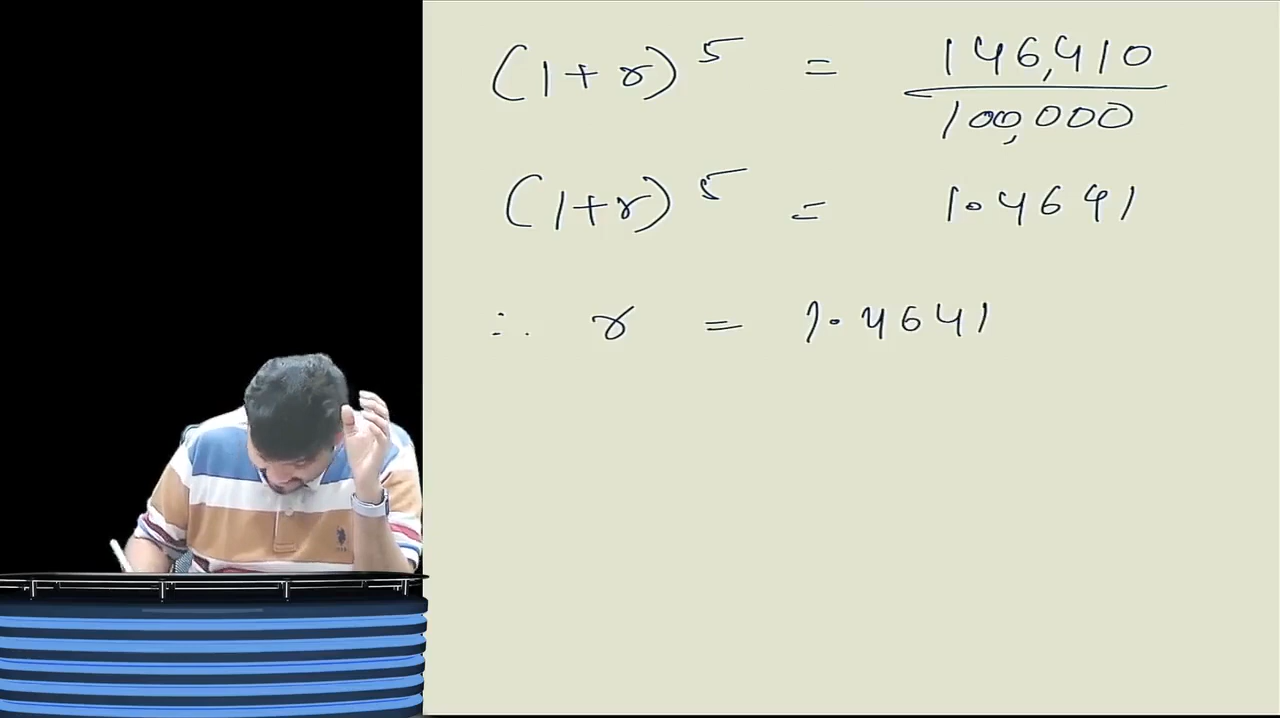 (1+r)^5 = 146,410
100,000
(1+r)^5 = 1.4641
∴ r = 1.4641